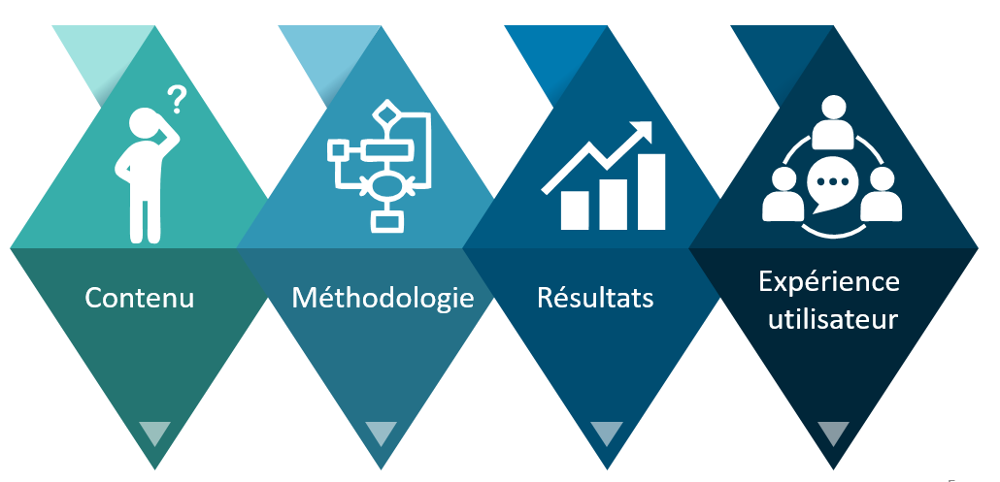 ?
Contenu
Méthodologie
Résultats
Expérience
utilisateur